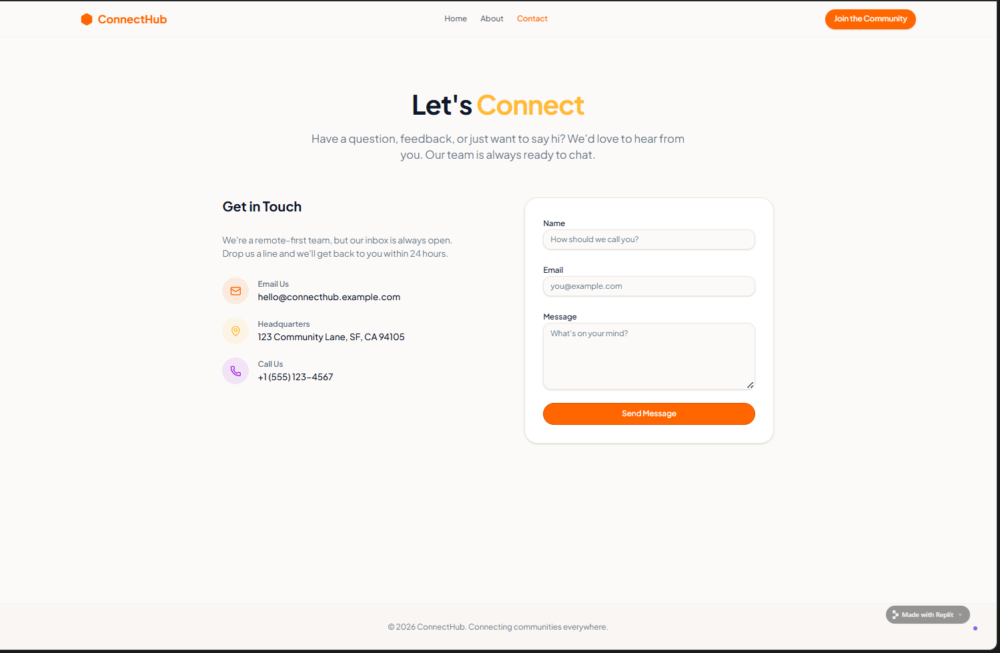 ConnectHub
Home
About
Contact
Join the Community
Let's Connect
Have a question, feedback, or just want to say hi? We'd love to hear from
you. Our team is always ready to chat.
Get in Touch
We're a remote-first team, but our inbox is always open.
Drop us a line and we'll get back to you within 24 hours.
Email Us
hello@connecthub.example.com
Headquarters
123 Community Lane, SF, CA 94105
Call Us
+1 (555) 123-4567
Name
How should we call you?
Email
you@example.com
Message
What's on your mind?
Send Message
© 2026 ConnectHub. Connecting communities everywhere.
Made with Replit ×